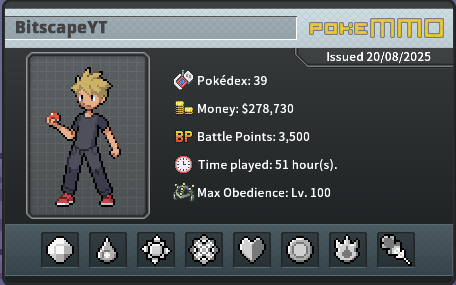 BitscapeYT
POKEMMO
Issued 20/08/2025
Pokédex: 39
Money: $278,730
BP Battle Points: 3,500
Time played: 51 hour(s).
Max Obedience: Lv. 100